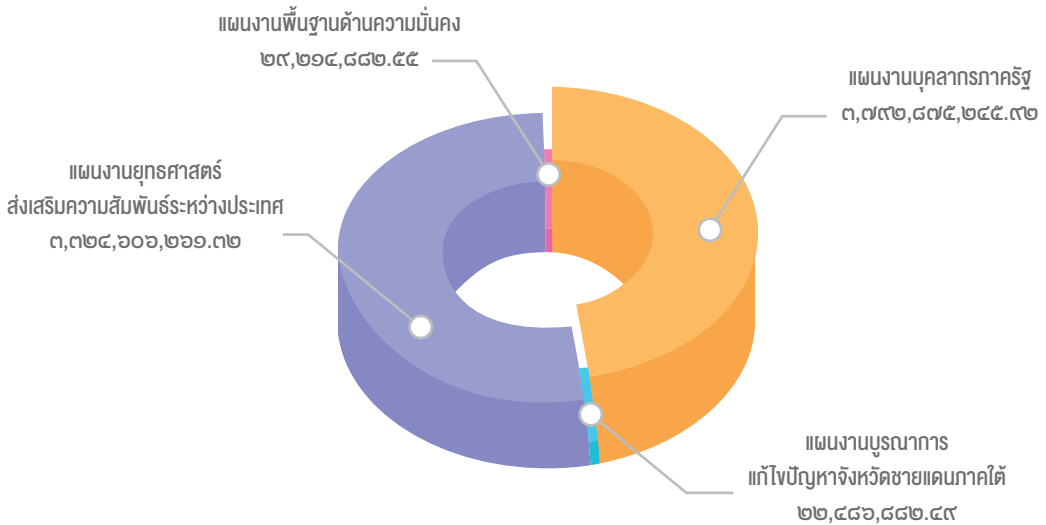 แผนงานพื้นฐานด้านความมั่นคง
๒๙,๒๑๔,๘๘๒.๕๕
แผนงานบุคลากรภาครัฐ
๓,๗๙๒,๘๗๕,๒๔๕.๙๒
แผนงานยุทธศาสตร์
ส่งเสริมความสัมพันธ์ระหว่างประเทศ
๓,๓๒๔,๖๐๖,๒๖๑.๓๒
แผนงานบูรณาการ
แก้ไขปัญหาจังหวัดชายแดนภาคใต้
๒๒,๔๘๖,๘๘๒.๔๙